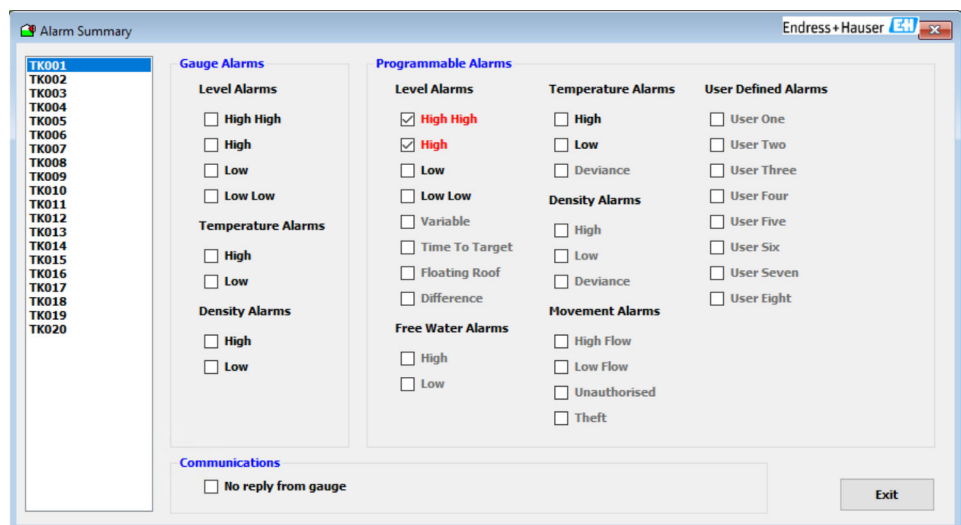 Alarm Summary
Endress+Hauser EH
TK001
TK002
TK003
TK004
TK005
TK006
TK007
TK008
TK009
TK010
TK011
TK012
TK013
TK014
TK015
TK016
TK017
TK018
TK019
TK020
Gauge Alarms
Level Alarms
High High
High
Low
Low Low
Temperature Alarms
High
Low
Density Alarms
High
Low
Programmable Alarms
Level Alarms
High High
High
Low
Low Low
Variable
Time To Target
Floating Roof
Difference
Free Water Alarms
High
Low
Temperature Alarms
High
Low
Deviance
Density Alarms
High
Low
Deviance
Movement Alarms
High Flow
Low Flow
Unauthorised
Theft
User Defined Alarms
User One
User Two
User Three
User Four
User Five
User Six
User Seven
User Eight
Communications
No reply from gauge
Exit